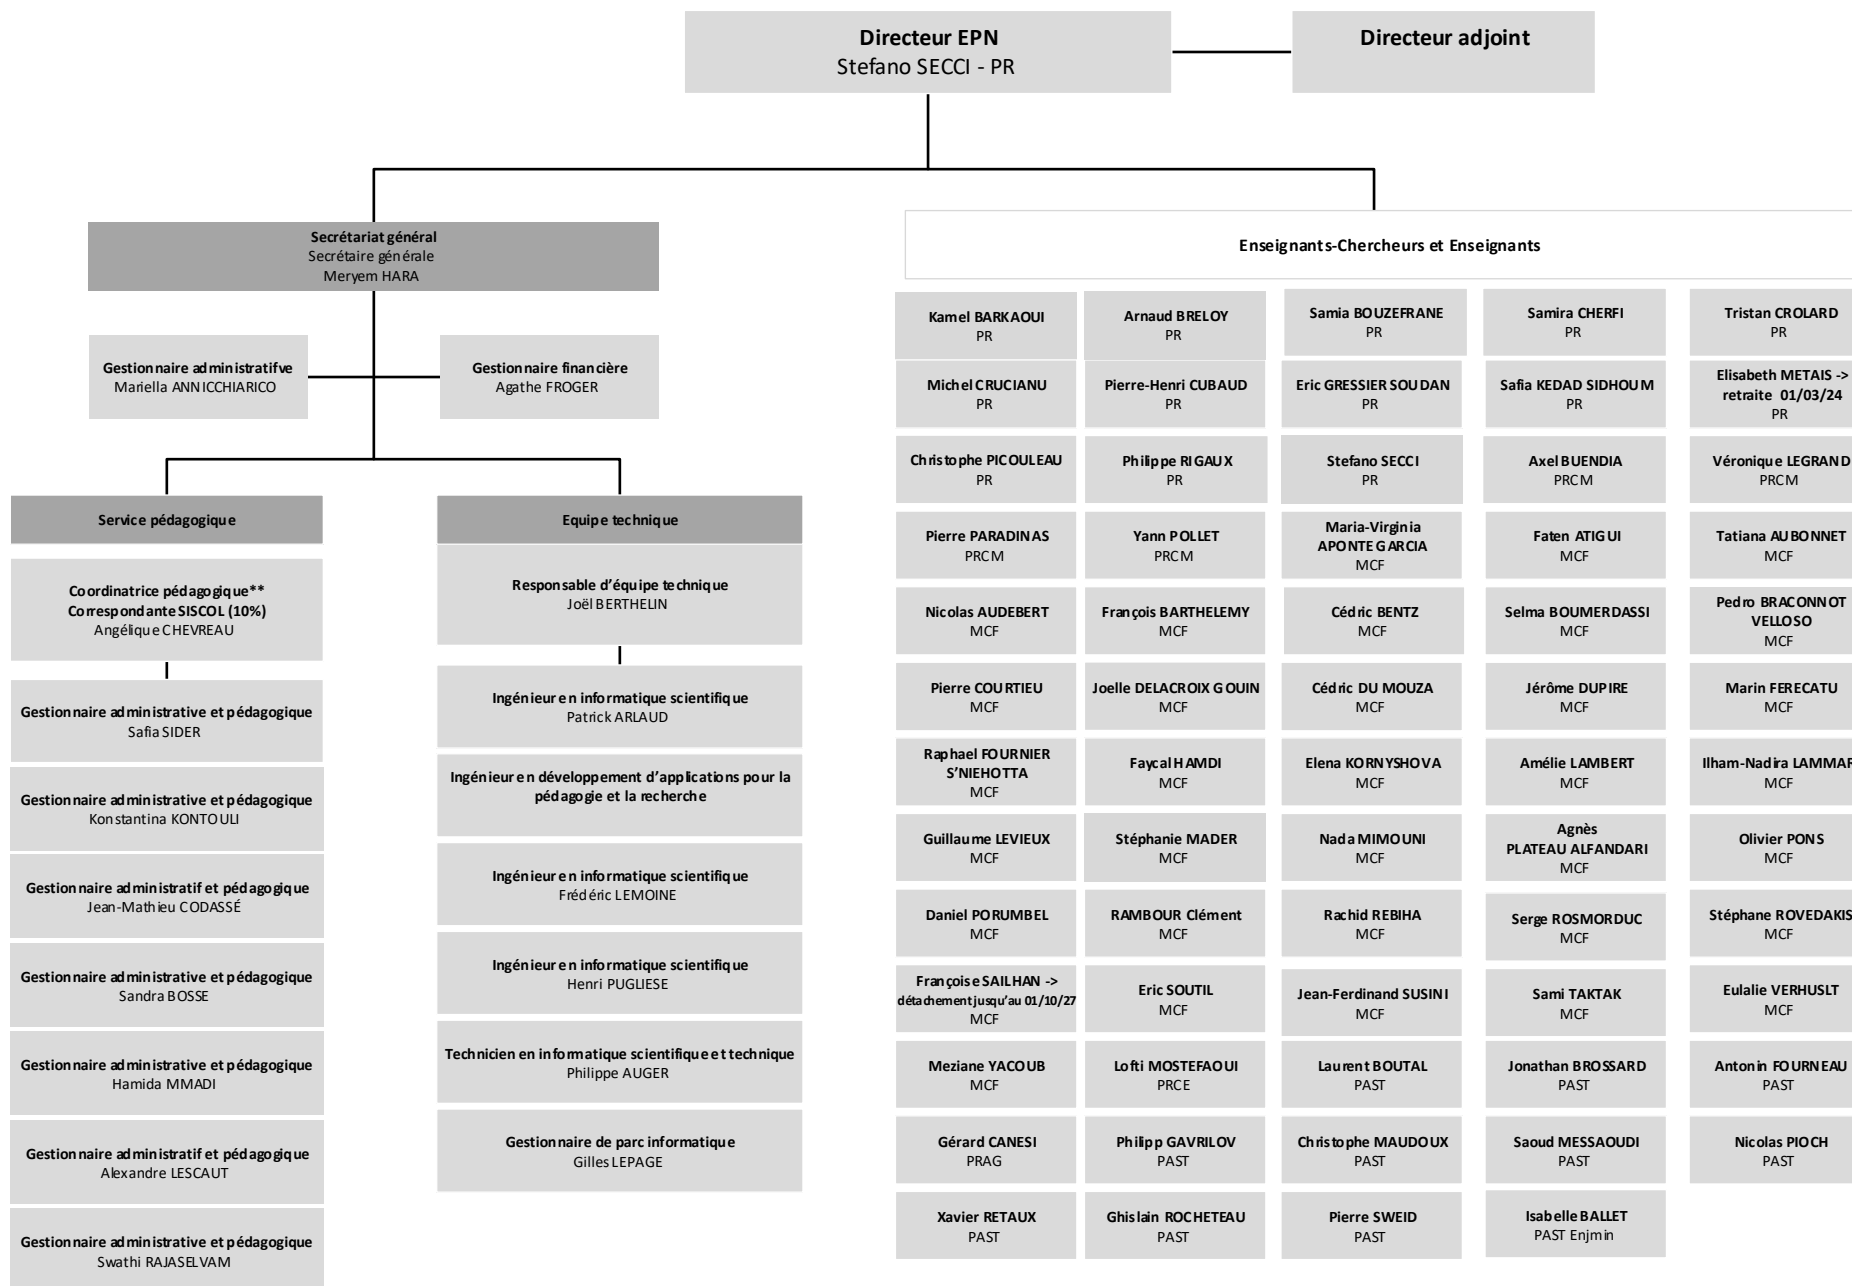 Directeur EPN
Stefano SECCI - PR
Directeur adjoint
Secrétariat général
Secrétaire générale
Meryem HARA
Gestionnaire administratifve
Mariella ANNICCHIARICO
Gestionnaire financière
Agathe FROGER
Service pédagogique
Coordinatrice pédagogique**
Correspondante SISCOL (10%)
Angélique CHEVREAU
Gestionnaire administrative et pédagogique
Safia SIDER
Gestionnaire administrative et pédagogique
Konstantina KONTOULI
Gestionnaire administratif et pédagogique
Jean-Mathieu CODASSÉ
Gestionnaire administrative et pédagogique
Sandra BOSSE
Gestionnaire administrative et pédagogique
Hamida MMADI
Gestionnaire administratif et pédagogique
Alexandre LESCAUT
Gestionnaire administrative et pédagogique
Swathi RAJASELVAM
Equipe technique
Responsable d'équipe technique
Joël BERTHELIN
Ingénieur en informatique scientifique
Patrick ARLAUD
Ingénieur en développement d'applications pour la
pédagogie et la recherche
Ingénieur en informatique scientifique
Frédéric LEMOINE
Ingénieur en informatique scientifique
Henri PUGLIESE
Technicien en informatique scientifique et technique
Philippe AUGER
Gestionnaire de parc informatique
Gilles LEPAGE
Enseignants-Chercheurs et Enseignants
Kamel BARKAOUI
PR
Arnaud BRELOY
PR
Samia BOUZEFRANE
PR
Samira CHERFI
PR
Tristan CROLARD
PR
Michel CRUCIANU
PR
Pierre-Henri CUBAUD
PR
Eric GRESSIER SOUDAN
PR
Safia KEDAD SIDHOUM
PR
Elisabeth METAIS ->
retraite 01/03/24
PR
Christophe PICOULEAU
PR
Philippe RIGAUX
PR
Stefano SECCI
PR
Axel BUENDIA
PRCM
Véronique LEGRAND
PRCM
Pierre PARADINAS
PRCM
Yann POLLET
PRCM
Maria-Virginia
APONTE GARCIA
MCF
Faten ATIGUI
MCF
Tatiana AUBONNET
MCF
Nicolas AUDEBERT
MCF
François BARTHELEMY
MCF
Cédric BENTZ
MCF
Selma BOUMERDASSI
MCF
Pedro BRACONNOT
VELLOSO
MCF
Pierre COURTIEU
MCF
Joelle DELACROIX GOUIN
MCF
Cédric DU MOUZA
MCF
Jérôme DUPIRE
MCF
Marin FERECATU
MCF
Raphael FOURNIER
S'NIEHOTTA
MCF
Faycal HAMDI
MCF
Elena KORNYSHOVA
MCF
Amélie LAMBERT
MCF
Ilham-Nadira LAMMAR
MCF
Guillaume LEVIEUX
MCF
Stéphanie MADER
MCF
Nada MIMOUNI
MCF
Agnès
PLATEAU ALFANDARI
MCF
Olivier PONS
MCF
Daniel PORUMBEL
MCF
RAMBOUR Clément
MCF
Rachid REBIHA
MCF
Serge ROSMORDUC
MCF
Stéphane ROVEDAKIS
MCF
Françoise SAILHAN ->
détachement jusqu'au 01/10/27
MCF
Eric SOUTIL
MCF
Jean-Ferdinand SUSINI
MCF
Sami TAKTAK
MCF
Eulalie VERHUSLT
MCF
Meziane YACOUB
MCF
Lofti MOSTEFAOUI
PRCE
Laurent BOUTAL
PAST
Jonathan BROSSARD
PAST
Antonin FOURNEAU
PAST
Gérard CANESI
PRAG
Philipp GAVRILOV
PAST
Christophe MAUDOUX
PAST
Saoud MESSAOUDI
PAST
Nicolas PIOCH
PAST
Xavier RETAUX
PAST
Ghislain ROCHETEAU
PAST
Pierre SWEID
PAST
Isabelle BALLET
PAST Enjmin